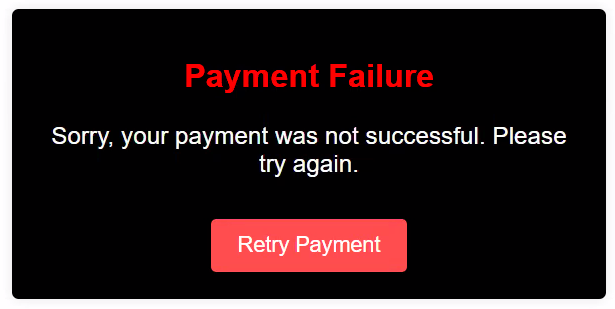 Payment Failure
Sorry, your payment was not successful. Please
try again.
Retry Payment